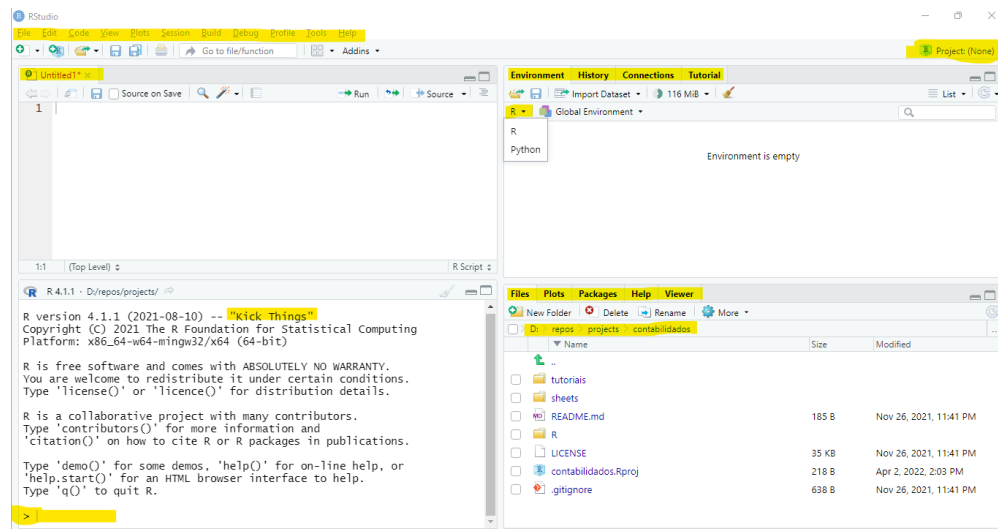 RStudio
File Edit Code View Plots Session Build Debug Profile Tools Help
Go to file/function Addins Project: (None)
Untitled1*
Source on Save Run Source
1
1:1 (Top Level) R Script
R 4.1.1 · D:/repos/projects/
R version 4.1.1 (2021-08-10) -- "Kick Things"
Copyright (C) 2021 The R Foundation for Statistical Computing
Platform: x86_64-w64-mingw32/x64 (64-bit)
R is free software and comes with ABSOLUTELY NO WARRANTY.
You are welcome to redistribute it under certain conditions.
Type 'license()' or 'licence()' for distribution details.
R is a collaborative project with many contributors.
Type 'contributors()' for more information and
'citation()' on how to cite R or R packages in publications.
Type 'demo()' for some demos, 'help()' for on-line help, or
'help.start()' for an HTML browser interface to help.
Type 'q()' to quit R.
>
Environment History Connections Tutorial
Import Dataset 116 MiB List
R Global Environment
R
Python
Environment is empty
Files Plots Packages Help Viewer
New Folder Delete Rename More
D: > repos > projects > contabilidados
Name Size Modified
..
tutoriais
sheets
README.md 185 B Nov 26, 2021, 11:41 PM
R
LICENSE 35 KB Nov 26, 2021, 11:41 PM
contabilidados.Rproj 218 B Apr 2, 2022, 2:03 PM
.gitignore 638 B Nov 26, 2021, 11:41 PM